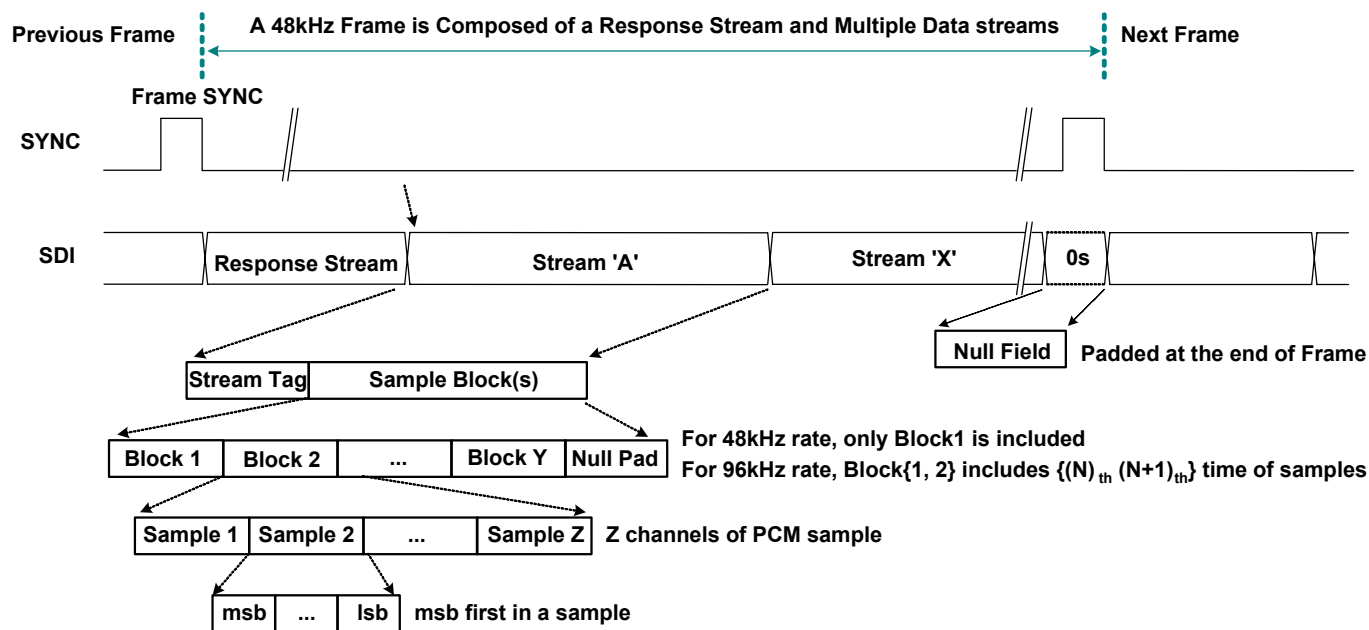 A 48kHz Frame is Composed of a Response Stream and Multiple Data streams
Previous Frame
Next Frame
Frame SYNC
SYNC
SDI
Response Stream
Stream 'A'
Stream 'X'
0s
Null Field
Padded at the end of Frame
Stream Tag
Sample Block(s)
Block 1
Block 2
...
Block Y
Null Pad
For 48kHz rate, only Block1 is included
For 96kHz rate, Block{1, 2} includes {(N)th (N+1)th} time of samples
Sample 1
Sample 2
...
Sample Z
Z channels of PCM sample
msb
...
lsb
msb first in a sample